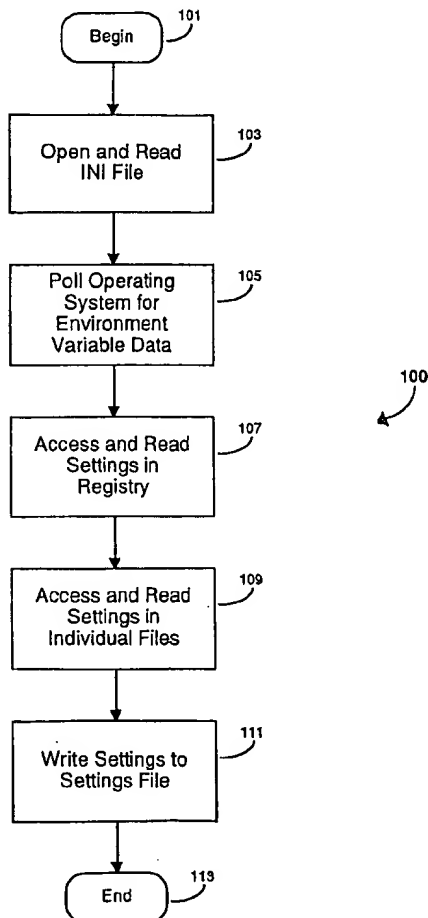 Begin
101
Open and Read
INI File
103
Poll Operating
System for
Environment
Variable Data
105
100
Access and Read
Settings in
Registry
107
Access and Read
Settings in
Individual Files
109
Write Settings to
Settings File
111
End
113